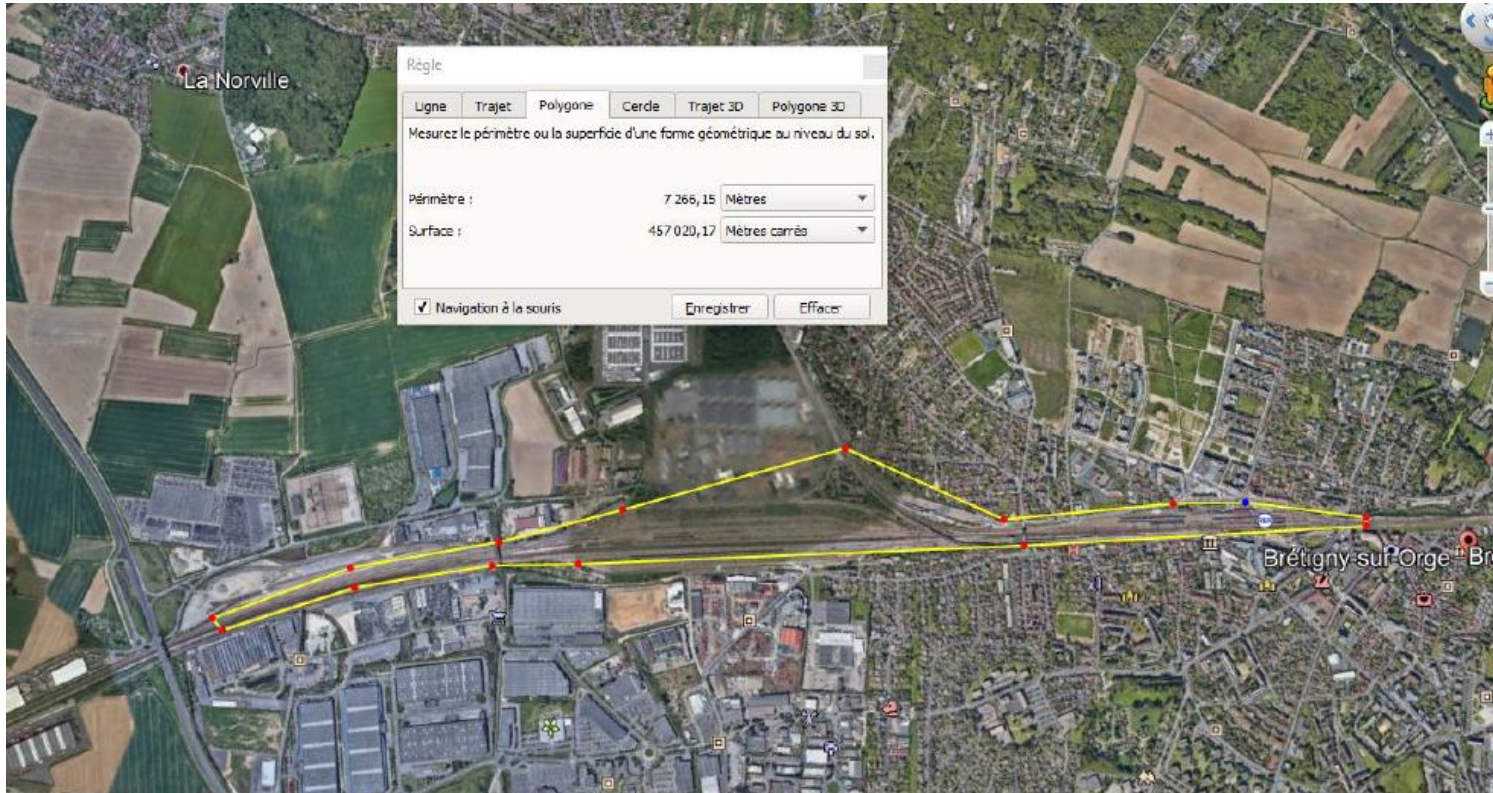 La Norville
Règle
Ligne Trajet Polygone Cercle Trajet 3D Polygone 3D
Mesurez le périmètre ou la superficie d'une forme géométrique au niveau du sol.
Périmètre : 7 266,15 Mètres
Surface : 457 020,17 Mètres carrés
Navigation à la souris Enregistrer Effacer
Brétigny-sur-Orge Bré